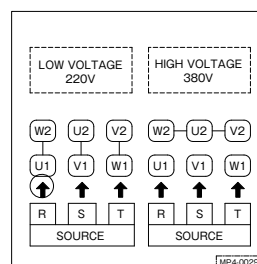 LOW VOLTAGE
220V
HIGH VOLTAGE
380V
W2 U2 V2 W2 U2 V2
U1 V1 W1 U1 V1 W1
R S T R S T
SOURCE SOURCE
MP4-0029